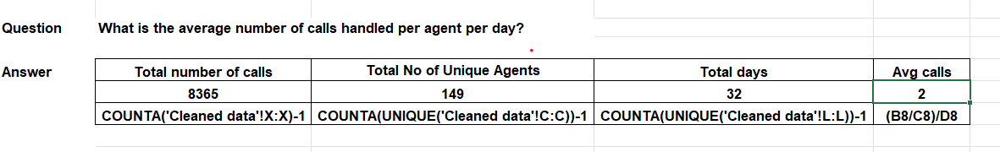 Question What is the average number of calls handled per agent per day?
Answer Total number of calls Total No of Unique Agents Total days Avg calls
8365 149 32 2
COUNTA('Cleaned data'!X:X)-1 COUNTA(UNIQUE('Cleaned data'!C:C))-1 COUNTA(UNIQUE('Cleaned data'!L:L))-1 (B8/C8)/D8